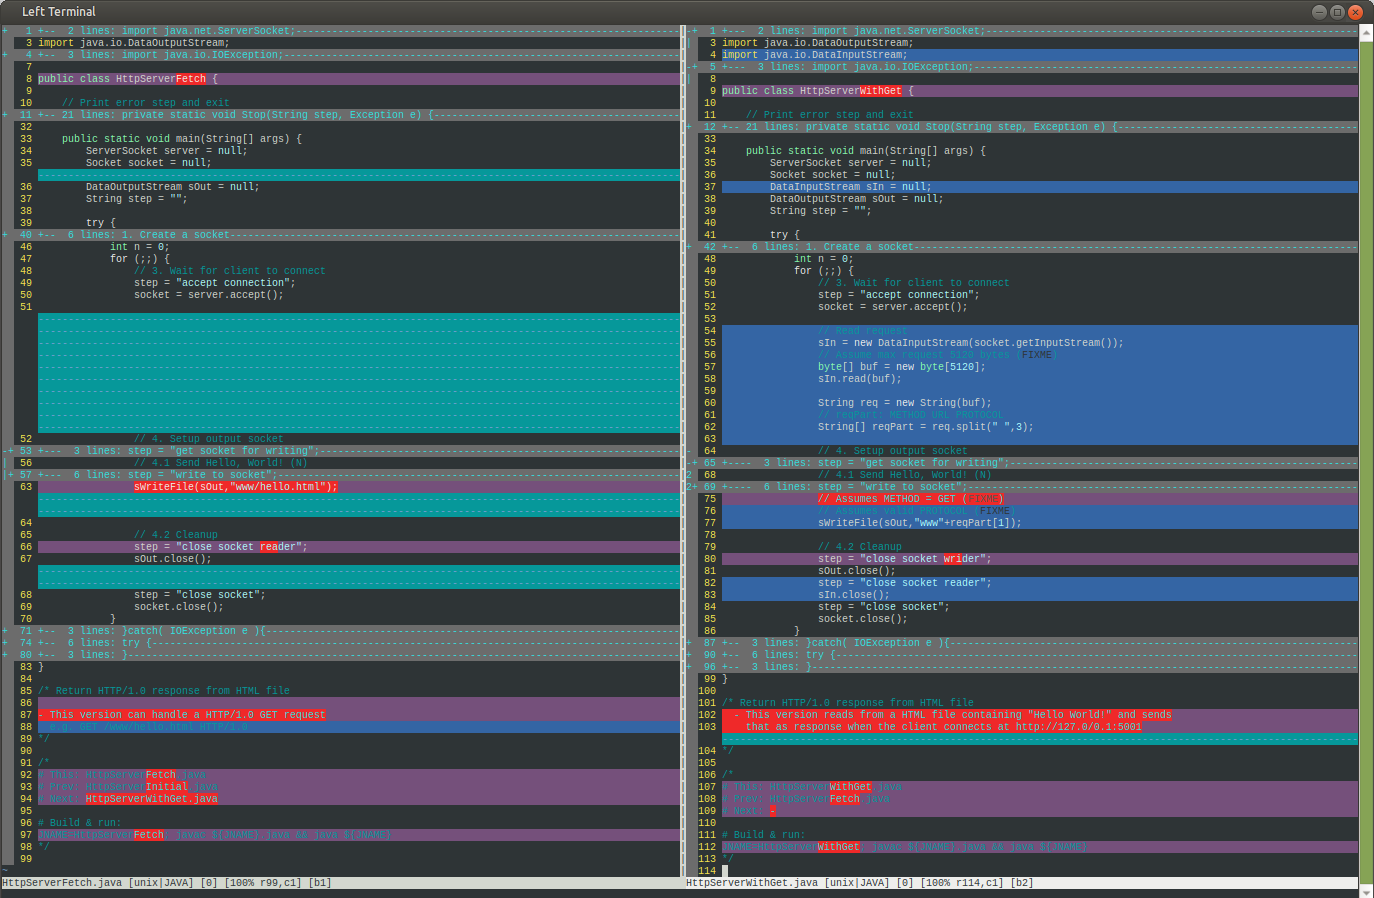 Left Terminal
+ 1 +-- 2 lines: import java.net.ServerSocket;
3 import java.io.DataOutputStream;
+ 4 +-- 3 lines: import java.io.IOException;
7
8 public class HttpServerFetch {
9
10 // Print error step and exit
+ 11 +-- 21 lines: private static void Stop(String step, Exception e) {
32
33 public static void main(String[] args) {
34 ServerSocket server = null;
35 Socket socket = null;
36 DataOutputStream sOut = null;
37 String step = "";
38
39 try {
+ 40 +-- 6 lines: 1. Create a socket
46 int n = 0;
47 for (;;) {
48 // 3. Wait for client to connect
49 step = "accept connection";
50 socket = server.accept();
51
52 // 4. Setup output socket
-+ 53 +--- 3 lines: step = "get socket for writing";
| 56 // 4.1 Send Hello, World! (N)
|+ 57 +--- 6 lines: step = "write to socket";
63 sWriteFile(sOut,"www/hello.html");
64
65 // 4.2 Cleanup
66 step = "close socket reader";
67 sOut.close();
68 step = "close socket";
69 socket.close();
70 }
+ 71 +-- 3 lines: }catch( IOException e ){
+ 74 +-- 6 lines: try {
+ 80 +-- 3 lines: }
83 }
84
85 /* Return HTTP/1.0 response from HTML file
86
87 - This version can handle a HTTP/1.0 GET request
88
89 */
90
91 /*
92 # This: HttpServerFetch.java
93 # Prev: HttpServerInitial.java
94 # Next: HttpServerWithGet.java
95
96 # Build & run:
97 JNAME=HttpServerFetch; javac ${JNAME}.java && java ${JNAME}
98 */
99
~
HttpServerFetch.java [unix|JAVA] [0] [100% r99,c1] [b1]
-+ 1 +--- 2 lines: import java.net.ServerSocket;
| 3 import java.io.DataOutputStream;
4 import java.io.DataInputStream;
-+ 5 +--- 3 lines: import java.io.IOException;
| 8
9 public class HttpServerWithGet {
10
11 // Print error step and exit
+ 12 +-- 21 lines: private static void Stop(String step, Exception e) {
33
34 public static void main(String[] args) {
35 ServerSocket server = null;
36 Socket socket = null;
37 DataInputStream sIn = null;
38 DataOutputStream sOut = null;
39 String step = "";
40
41 try {
+ 42 +-- 6 lines: 1. Create a socket
48 int n = 0;
49 for (;;) {
50 // 3. Wait for client to connect
51 step = "accept connection";
52 socket = server.accept();
53
54 // Read request
55 sIn = new DataInputStream(socket.getInputStream());
56 // Assume max request 5120 bytes (FIXME)
57 byte[] buf = new byte[5120];
58 sIn.read(buf);
59
60 String req = new String(buf);
61 // reqPart: METHOD URL PROTOCOL
62 String[] reqPart = req.split(" ",3);
63
- 64 // 4. Setup output socket
-+ 65 +---- 3 lines: step = "get socket for writing";
2 68 // 4.1 Send Hello, World! (N)
2+ 69 +---- 6 lines: step = "write to socket";
75 // Assumes METHOD = GET (FIXME)
76 // Assumes valid PROTOCOL (FIXME)
77 sWriteFile(sOut,"www"+reqPart[1]);
78
79 // 4.2 Cleanup
80 step = "close socket wrider";
81 sOut.close();
82 step = "close socket reader";
83 sIn.close();
84 step = "close socket";
85 socket.close();
86 }
+ 87 +-- 3 lines: }catch( IOException e ){
+ 90 +-- 6 lines: try {
+ 96 +-- 3 lines: }
99 }
100
101 /* Return HTTP/1.0 response from HTML file
102 - This version reads from a HTML file containing "Hello World!" and sends
103 that as response when the client connects at http://127.0/0.1:5001
104 */
105
106 /*
107 # This: HttpServerWithGet.java
108 # Prev: HttpServerFetch.java
109 # Next: -
110
111 # Build & run:
112 JNAME=HttpServerWithGet; javac ${JNAME}.java && java ${JNAME}
113 */
114
HttpServerWithGet.java [unix|JAVA] [0] [100% r114,c1] [b2]